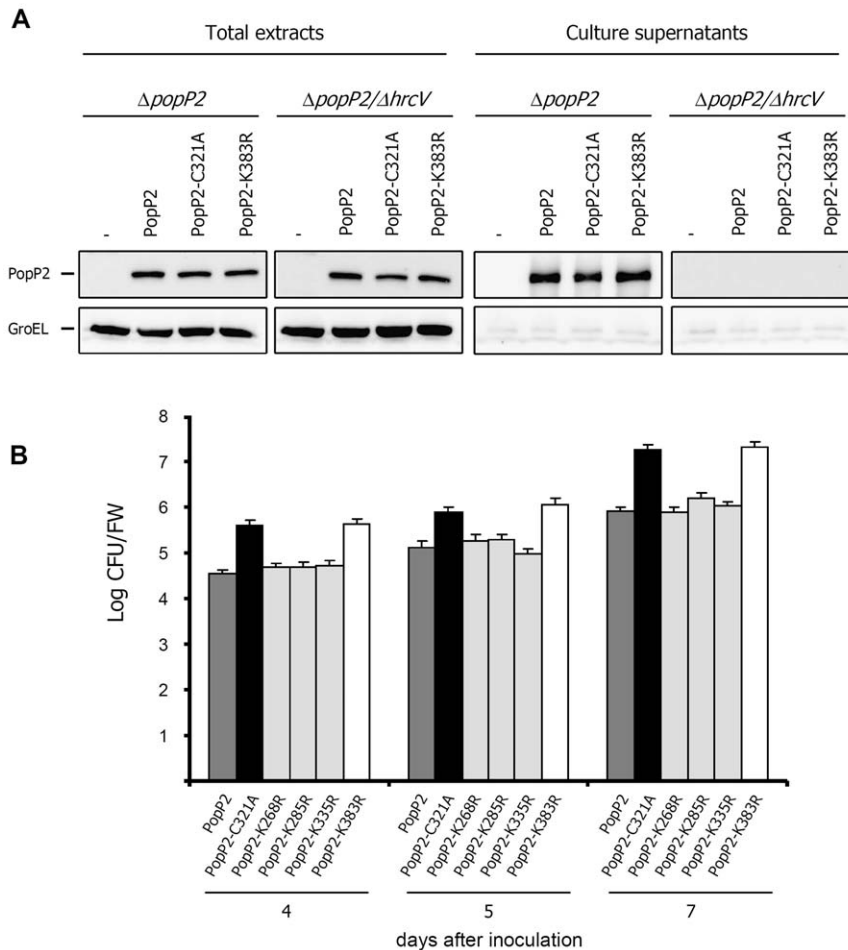 A
Total extracts
Culture supernatants
ΔpopP2
ΔpopP2/ΔhrcV
ΔpopP2
ΔpopP2/ΔhrcV
-
PopP2
PopP2-C321A
PopP2-K383R
-
PopP2
PopP2-C321A
PopP2-K383R
-
PopP2
PopP2-C321A
PopP2-K383R
-
PopP2
PopP2-C321A
PopP2-K383R
PopP2
GroEL
B
Log CFU/FW
8
7
6
5
4
3
2
1
PopP2
PopP2-C321A
PopP2-K268R
PopP2-K285R
PopP2-K335R
PopP2-K383R
PopP2
PopP2-C321A
PopP2-K268R
PopP2-K285R
PopP2-K335R
PopP2-K383R
PopP2
PopP2-C321A
PopP2-K268R
PopP2-K285R
PopP2-K335R
PopP2-K383R
4
5
7
days after inoculation